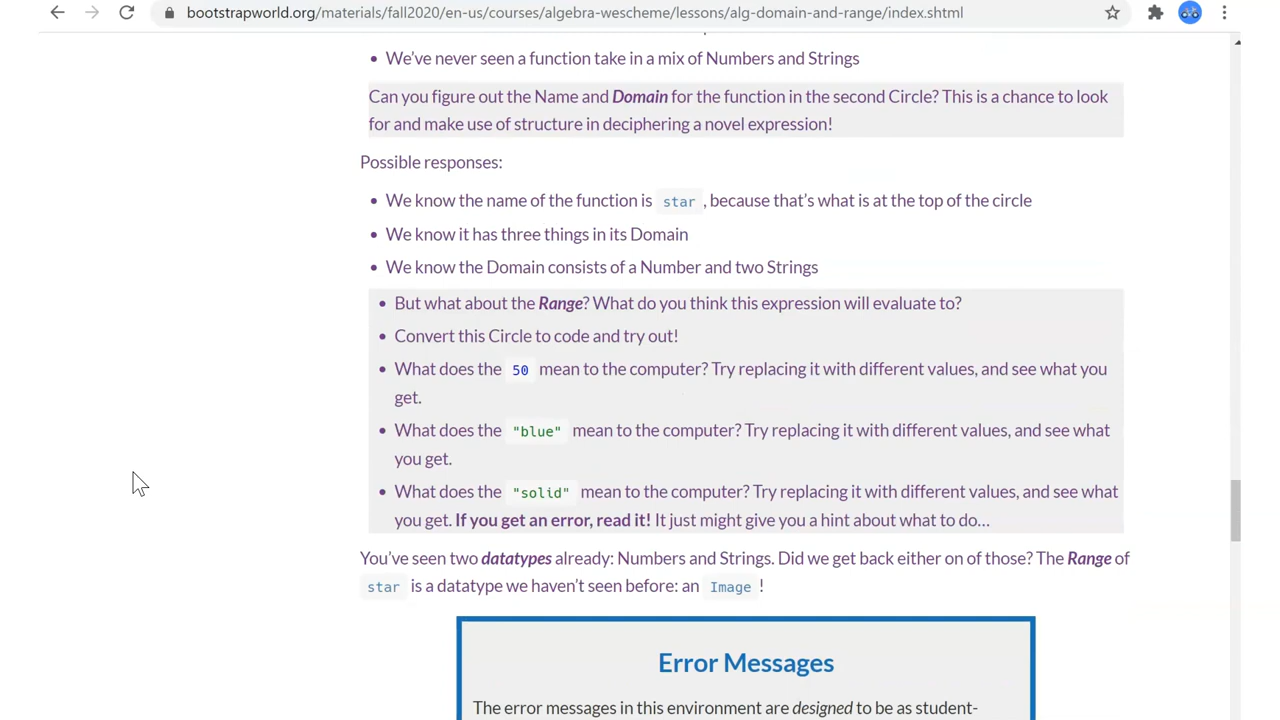 bootstrapworld.org/materials/fall2020/en-us/courses/algebra-wescheme/lessons/alg-domain-and-range/index.shtml
• We've never seen a function take in a mix of Numbers and Strings
Can you figure out the Name and Domain for the function in the second Circle? This is a chance to look
for and make use of structure in deciphering a novel expression!
Possible responses:
• We know the name of the function is star, because that's what is at the top of the circle
• We know it has three things in its Domain
• We know the Domain consists of a Number and two Strings
• But what about the Range? What do you think this expression will evaluate to?
• Convert this Circle to code and try out!
• What does the 50 mean to the computer? Try replacing it with different values, and see what you
get.
• What does the "blue" mean to the computer? Try replacing it with different values, and see what
you get.
• What does the "solid" mean to the computer? Try replacing it with different values, and see what
you get. If you get an error, read it! It just might give you a hint about what to do…
You've seen two datatypes already: Numbers and Strings. Did we get back either on of those? The Range of
star is a datatype we haven't seen before: an Image !
Error Messages
The error messages in this environment are designed to be as student-